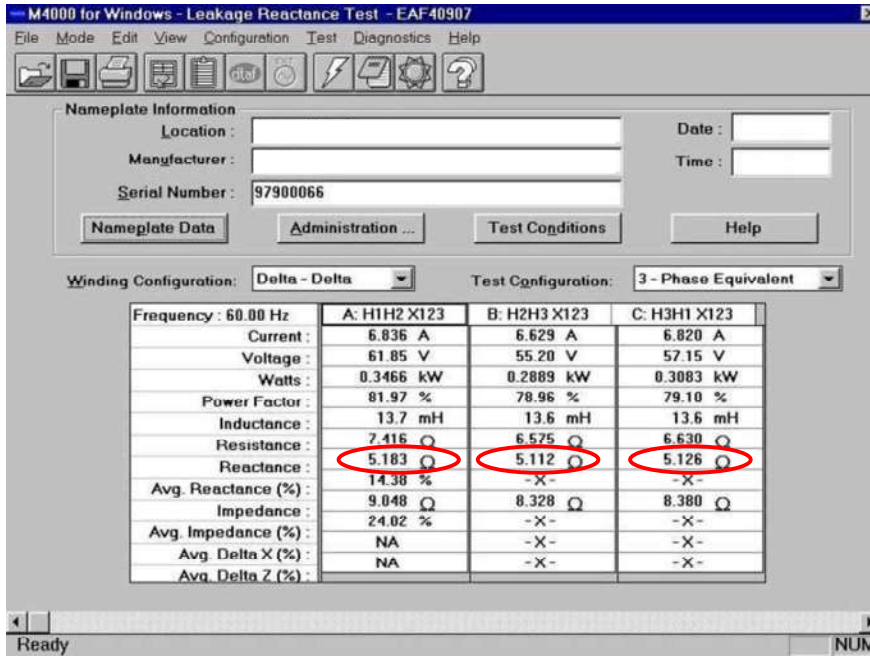 M4000 for Windows - Leakage Reactance Test - EAF40907
File Mode Edit View Configuration Test Diagnostics Help
Nameplate Information
Location :
Date :
Manufacturer :
Time :
Serial Number : 97900066
Nameplate Data Administration ... Test Conditions Help
Winding Configuration: Delta - Delta Test Configuration: 3 - Phase Equivalent
Frequency : 60.00 Hz A: H1H2 X123 B: H2H3 X123 C: H3H1 X123
Current : 6.836 A 6.629 A 6.820 A
Voltage : 61.85 V 55.20 V 57.15 V
Watts : 0.3466 kW 0.2889 kW 0.3083 kW
Power Factor : 81.97 % 78.96 % 79.10 %
Inductance : 13.7 mH 13.6 mH 13.6 mH
Resistance : 7.416 Ω 6.575 Ω 6.630 Ω
Reactance : 5.183 Ω 5.112 Ω 5.126 Ω
Avg. Reactance (%) : 14.38 % -X- -X-
Impedance : 9.048 Ω 8.328 Ω 8.380 Ω
Avg. Impedance (%) : 24.02 % -X- -X-
Avg. Delta X (%) : NA -X- -X-
Avg. Delta Z (%) : NA -X- -X-
Ready NUM